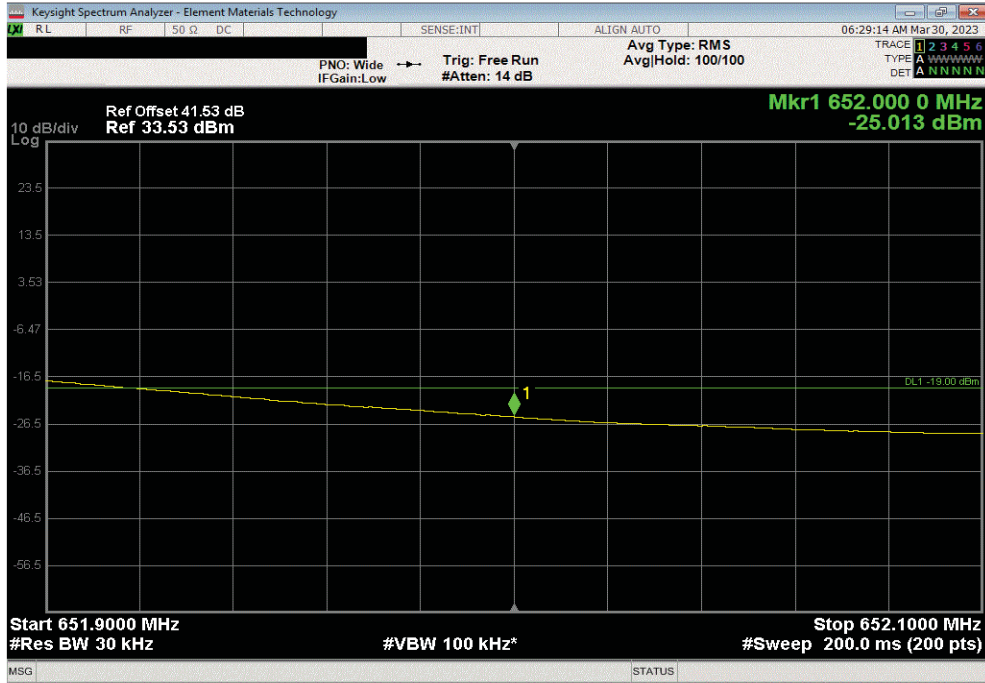 Keysight Spectrum Analyzer - Element Materials Technology
LXI RL RF 50 Ω DC SENSE:INT ALIGN AUTO 06:29:14 AM Mar 30, 2023
PNO: Wide Trig: Free Run Avg Type: RMS TRACE 1 2 3 4 5 6
IFGain:Low #Atten: 14 dB Avg|Hold: 100/100 TYPE A WWWWW
DET A N N N N N
Mkr1 652.000 0 MHz
-25.013 dBm
Ref Offset 41.53 dB
10 dB/div Ref 33.53 dBm
Log
23.5
13.5
3.53
-6.47
-16.5
DL1 -19.00 dBm
1
-26.5
-36.5
-46.5
-56.5
Start 651.9000 MHz Stop 652.1000 MHz
#Res BW 30 kHz #VBW 100 kHz* #Sweep 200.0 ms (200 pts)
MSG STATUS